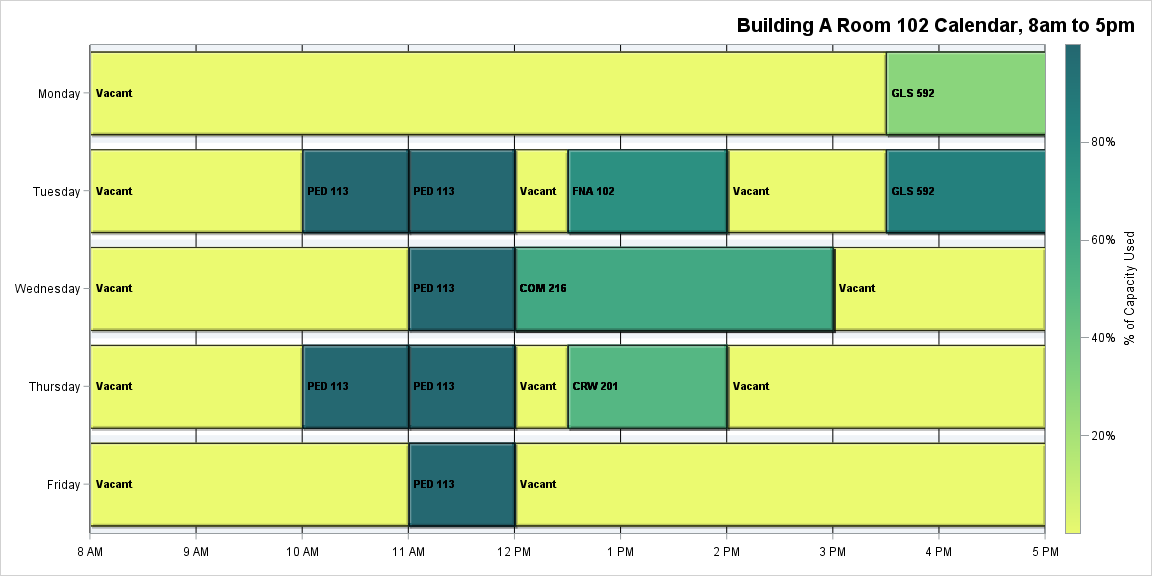 Building A Room 102 Calendar, 8am to 5pm
Monday
Vacant
GLS 592
Tuesday
Vacant
PED 113
PED 113
Vacant
FNA 102
Vacant
GLS 592
Wednesday
Vacant
PED 113
COM 216
Vacant
Thursday
Vacant
PED 113
PED 113
Vacant
CRW 201
Vacant
Friday
Vacant
PED 113
Vacant
8 AM
9 AM
10 AM
11 AM
12 PM
1 PM
2 PM
3 PM
4 PM
5 PM
80%
60%
40%
20%
% of Capacity Used